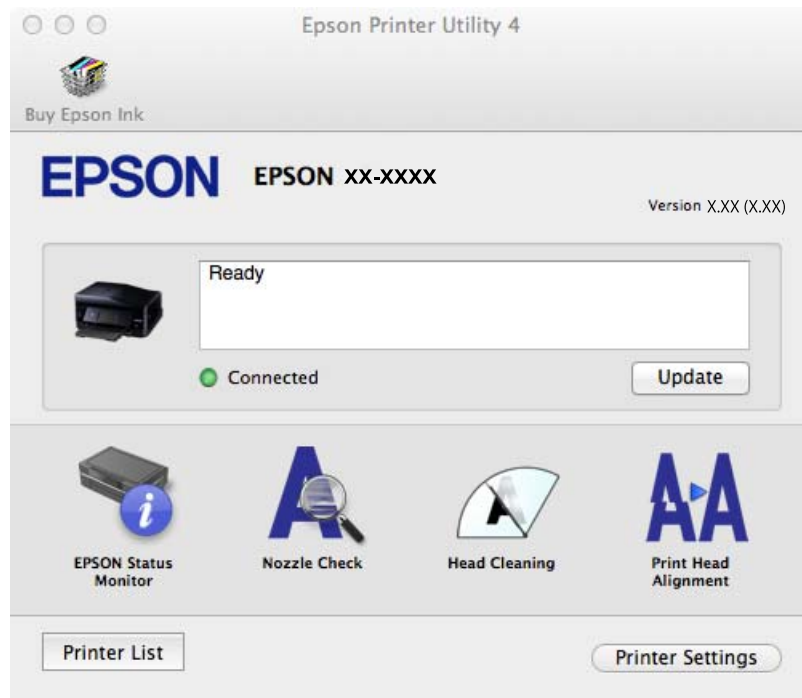 Epson Printer Utility 4
Buy Epson Ink
EPSON EPSON XX-XXXX
Version X.XX (X.XX)
Ready
Connected Update
EPSON Status
Monitor
Nozzle Check
Head Cleaning
Print Head
Alignment
Printer List Printer Settings